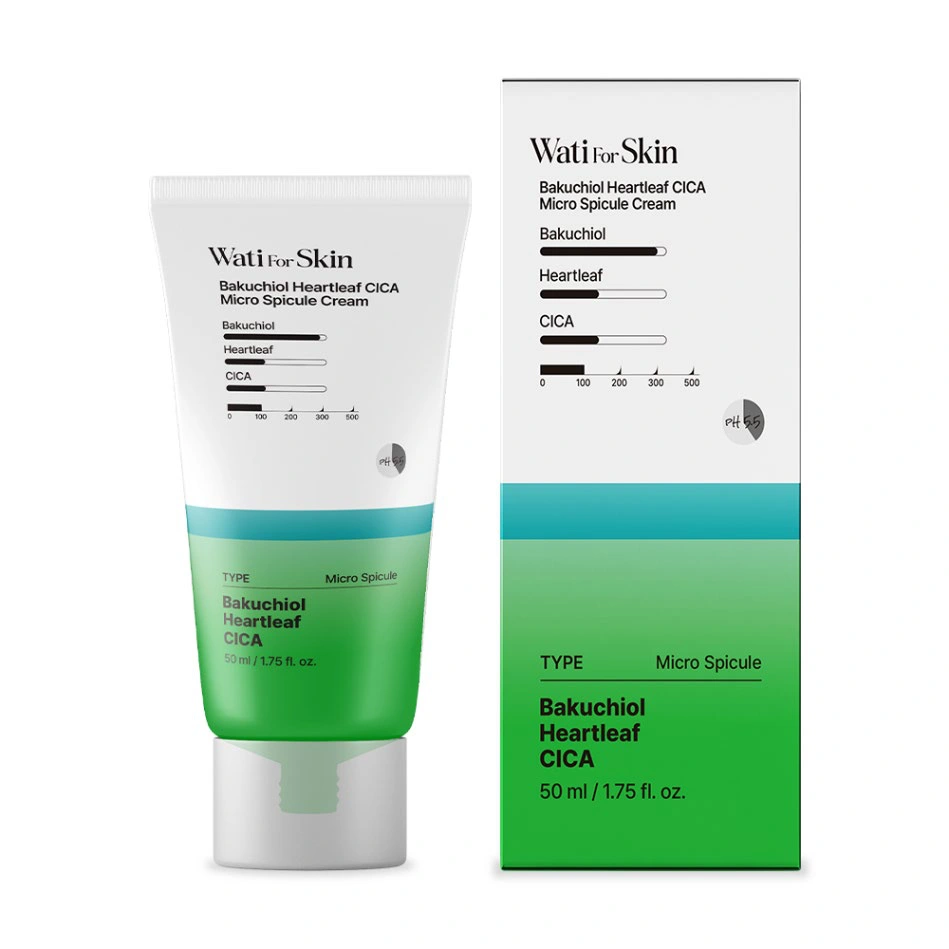 Wati For Skin
Bakuchiol Heartleaf CICA
Micro Spicule Cream
Bakuchiol
Heartleaf
CICA
0 100 200 300 500
PH 5.5
TYPE Micro Spicule
Bakuchiol
Heartleaf
CICA
50 ml / 1.75 fl. oz.
Wati For Skin
Bakuchiol Heartleaf CICA
Micro Spicule Cream
Bakuchiol
Heartleaf
CICA
0 100 200 300 500
PH 5.5
TYPE Micro Spicule
Bakuchiol
Heartleaf
CICA
50 ml / 1.75 fl. oz.